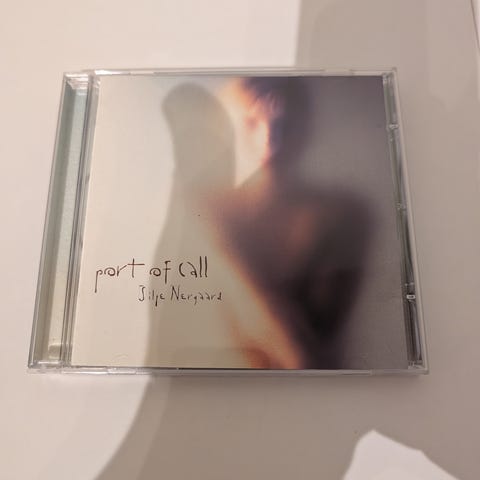 port of call
Silje Nergaard